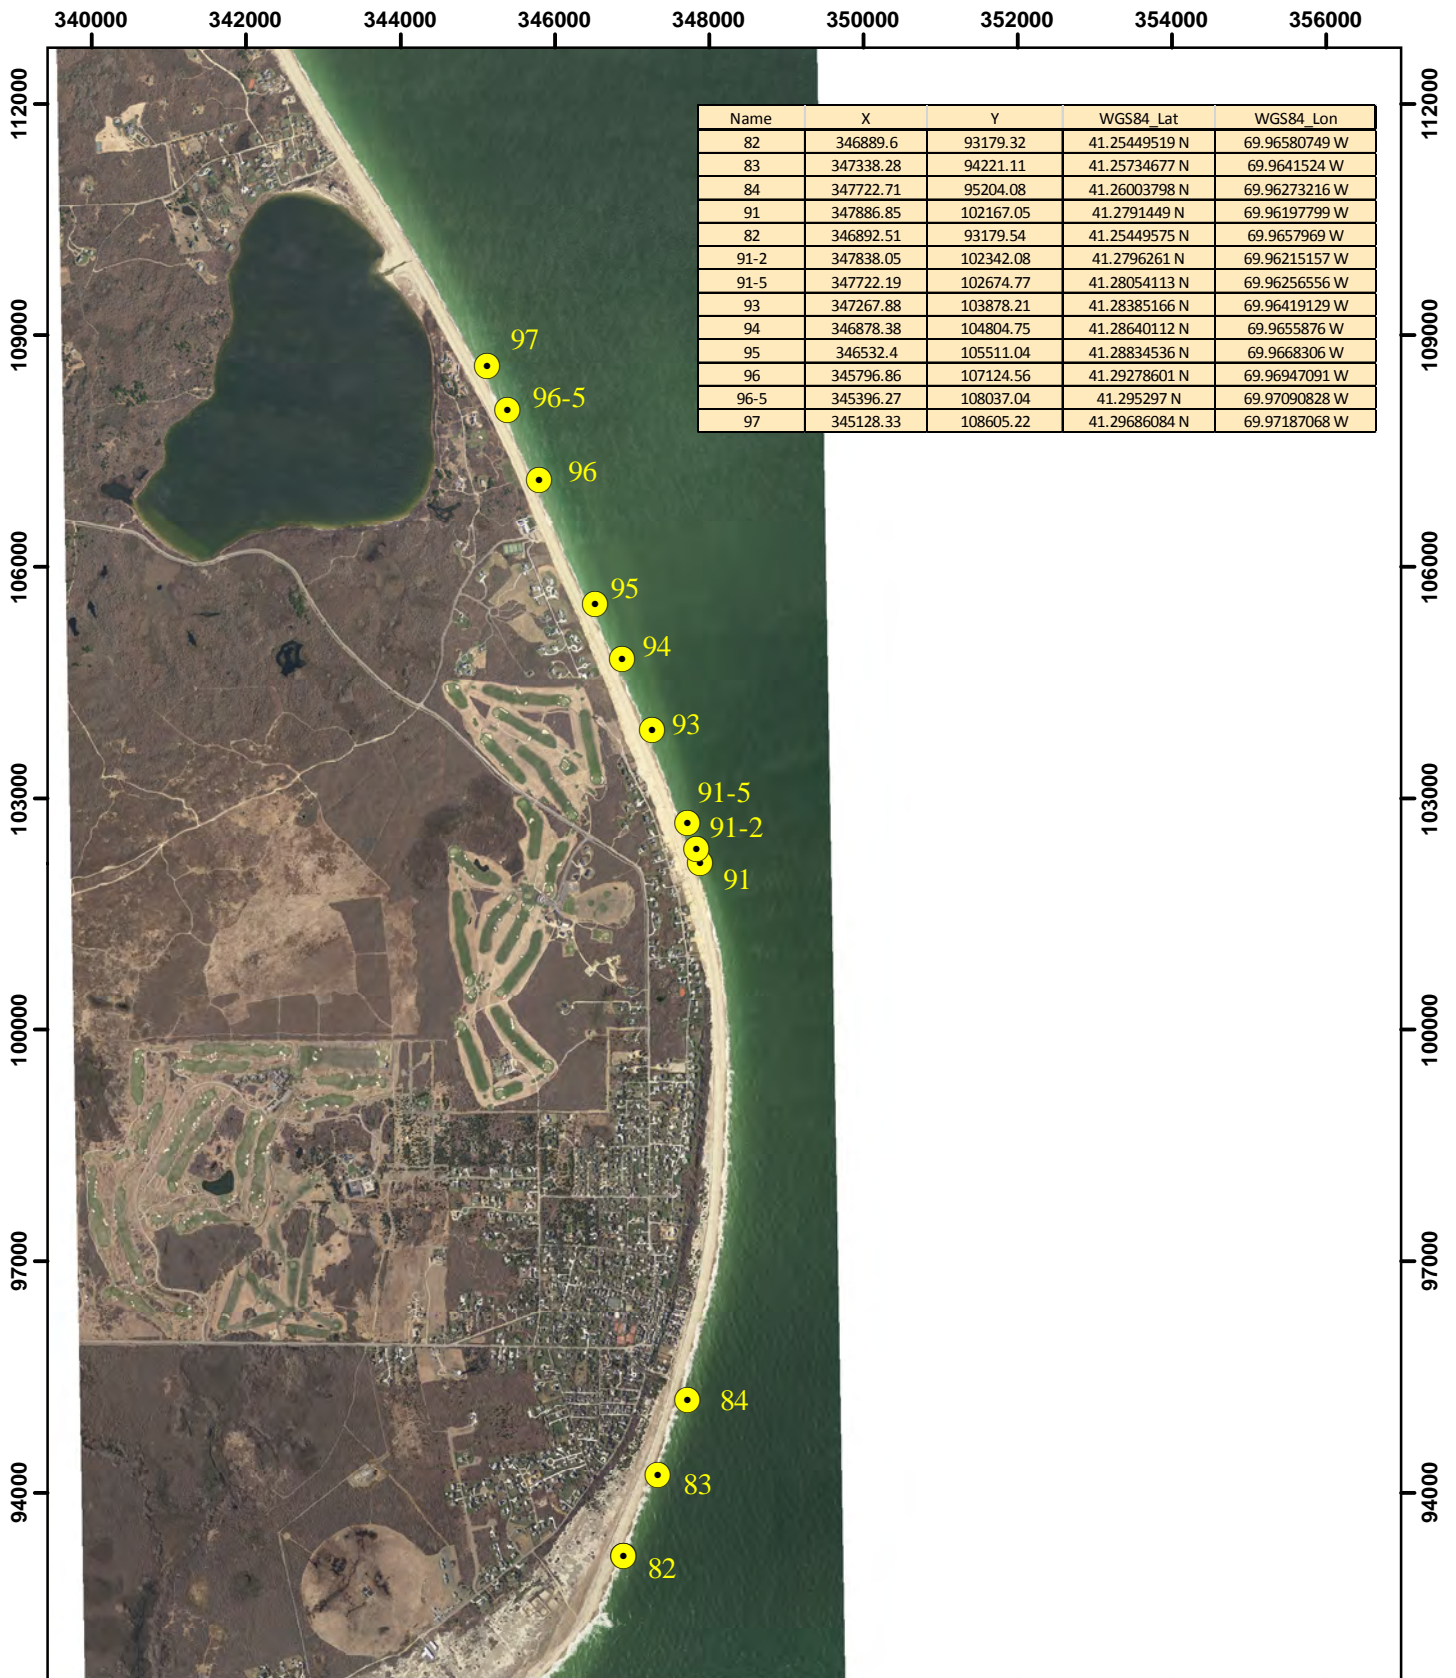 340000 342000 344000 346000 348000 350000 352000 354000 356000
112000 112000
Name X Y WGS84_Lat WGS84_Lon
82 346889.6 93179.32 41.25449519 N 69.96580749 W
83 347338.28 94221.11 41.25734677 N 69.9641524 W
84 347722.71 95204.08 41.26003798 N 69.96273216 W
91 347886.85 102167.05 41.2791449 N 69.96197799 W
82 346892.51 93179.54 41.25449575 N 69.9657969 W
91-2 347838.05 102342.08 41.2796261 N 69.96215157 W
91-5 347722.19 102674.77 41.28054113 N 69.96256556 W
93 347267.88 103878.21 41.28385166 N 69.96419129 W
94 346878.38 104804.75 41.28640112 N 69.9655876 W
95 346532.4 105511.04 41.28834536 N 69.9668306 W
96 345796.86 107124.56 41.29278601 N 69.96947091 W
96-5 345396.27 108037.04 41.295297 N 69.97090828 W
97 345128.33 108605.22 41.29686084 N 69.97187068 W
109000 109000
97
96-5
96
106000 106000
95
94
93
103000 103000
91-5
91-2
91
100000 100000
97000 97000
84
83
94000 94000
82